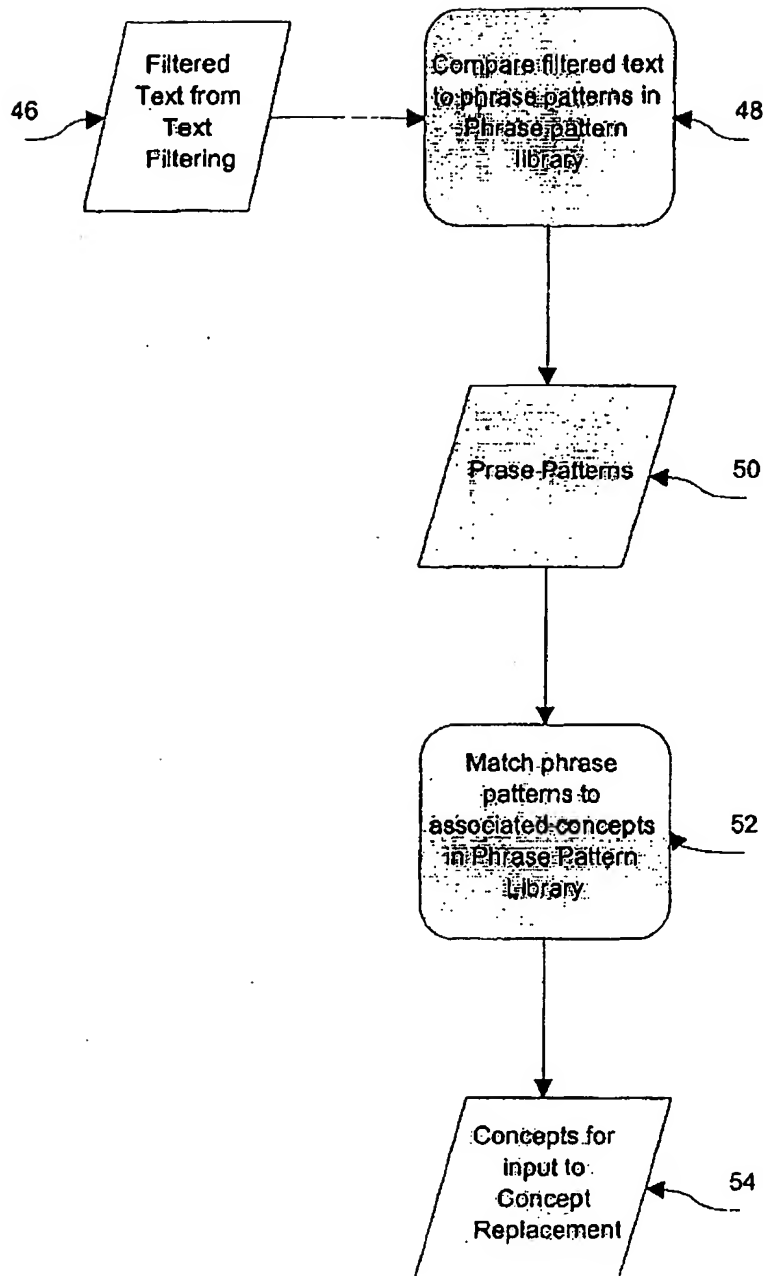 46
Filtered
Text from
Text
Filtering
Compare filtered text
to phrase patterns in
Phrase pattern
library
48
Prase Patterns
50
Match phrase
patterns to
associated concepts
in Phrase Pattern
Library
52
Concepts for
input to
Concept
Replacement
54